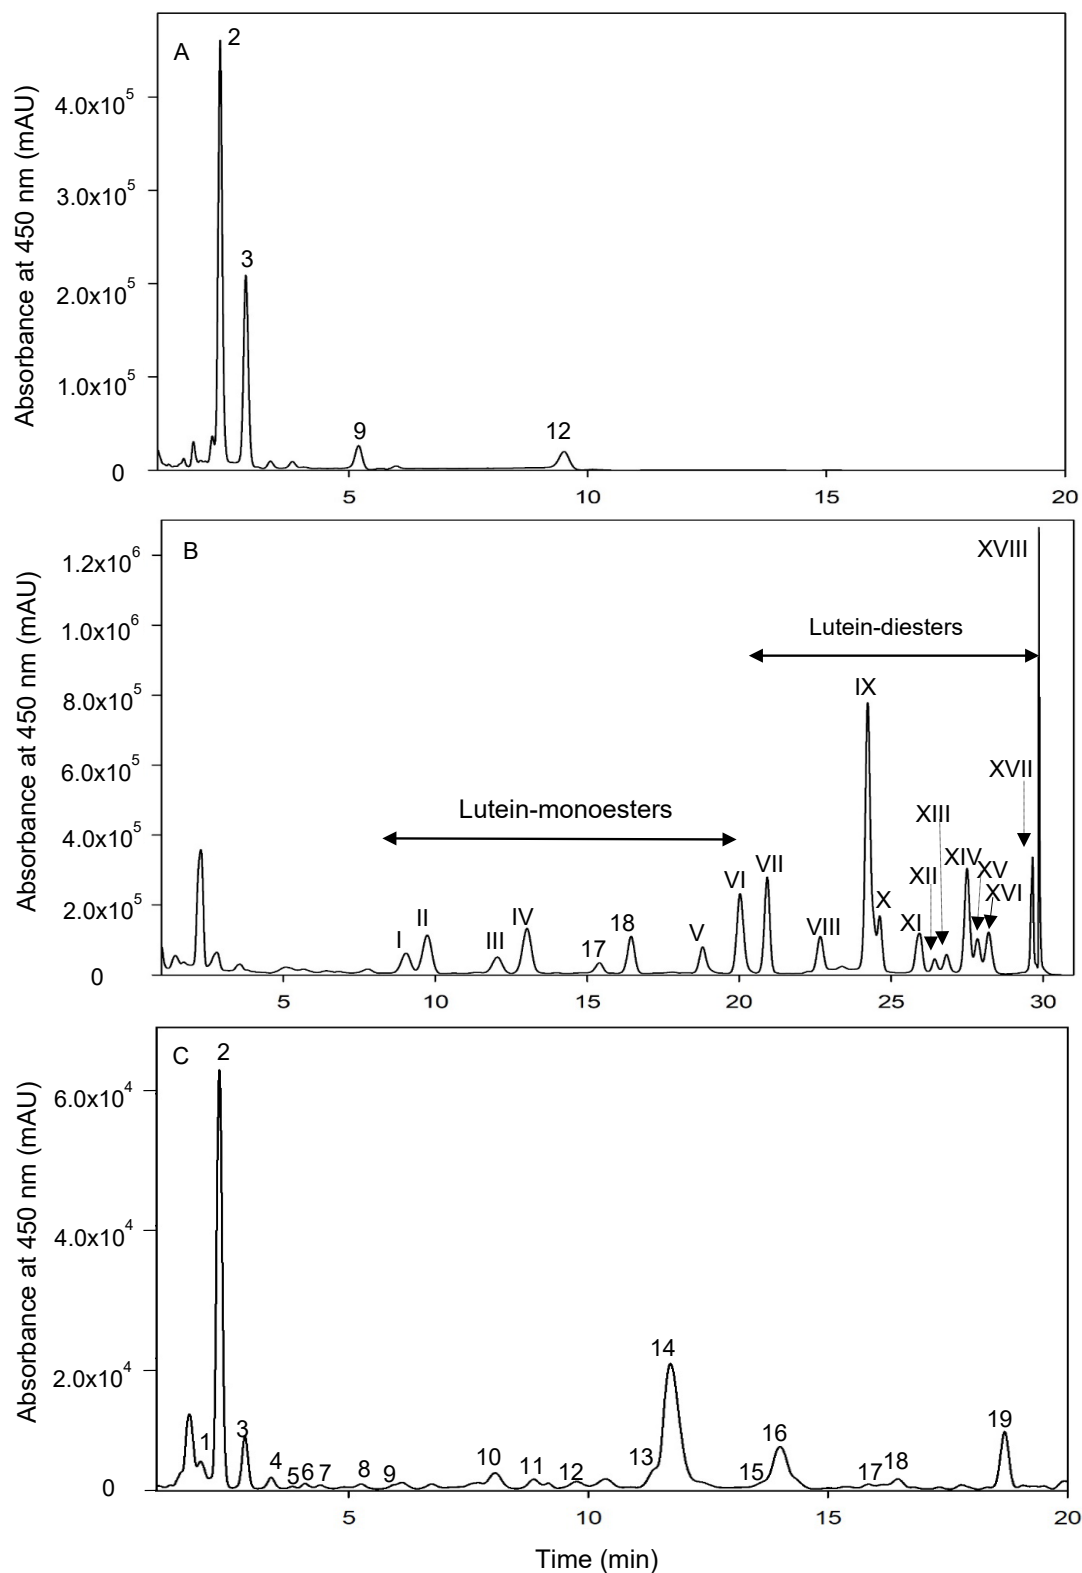 A
2
3
9
12
4.0x10⁵
3.0x10⁵
2.0x10⁵
1.0x10⁵
0
Absorbance at 450 nm (mAU)
5 10 15 20
B
XVIII
Lutein-diesters
IX
XVII
Lutein-monoesters
XIII
XII XIV XV
VI VII
X XVI
I II III IV 17 18 V VIII XI
1.2x10⁶
1.0x10⁶
8.0x10⁵
6.0x10⁵
4.0x10⁵
2.0x10⁵
0
Absorbance at 450 nm (mAU)
5 10 15 20 25 30
C
2
14
1 3 4 5 6 7 8 9 10 11 12 13 15 16 17 18 19
6.0x10⁴
4.0x10⁴
2.0x10⁴
0
Absorbance at 450 nm (mAU)
5 10 15 20
Time (min)